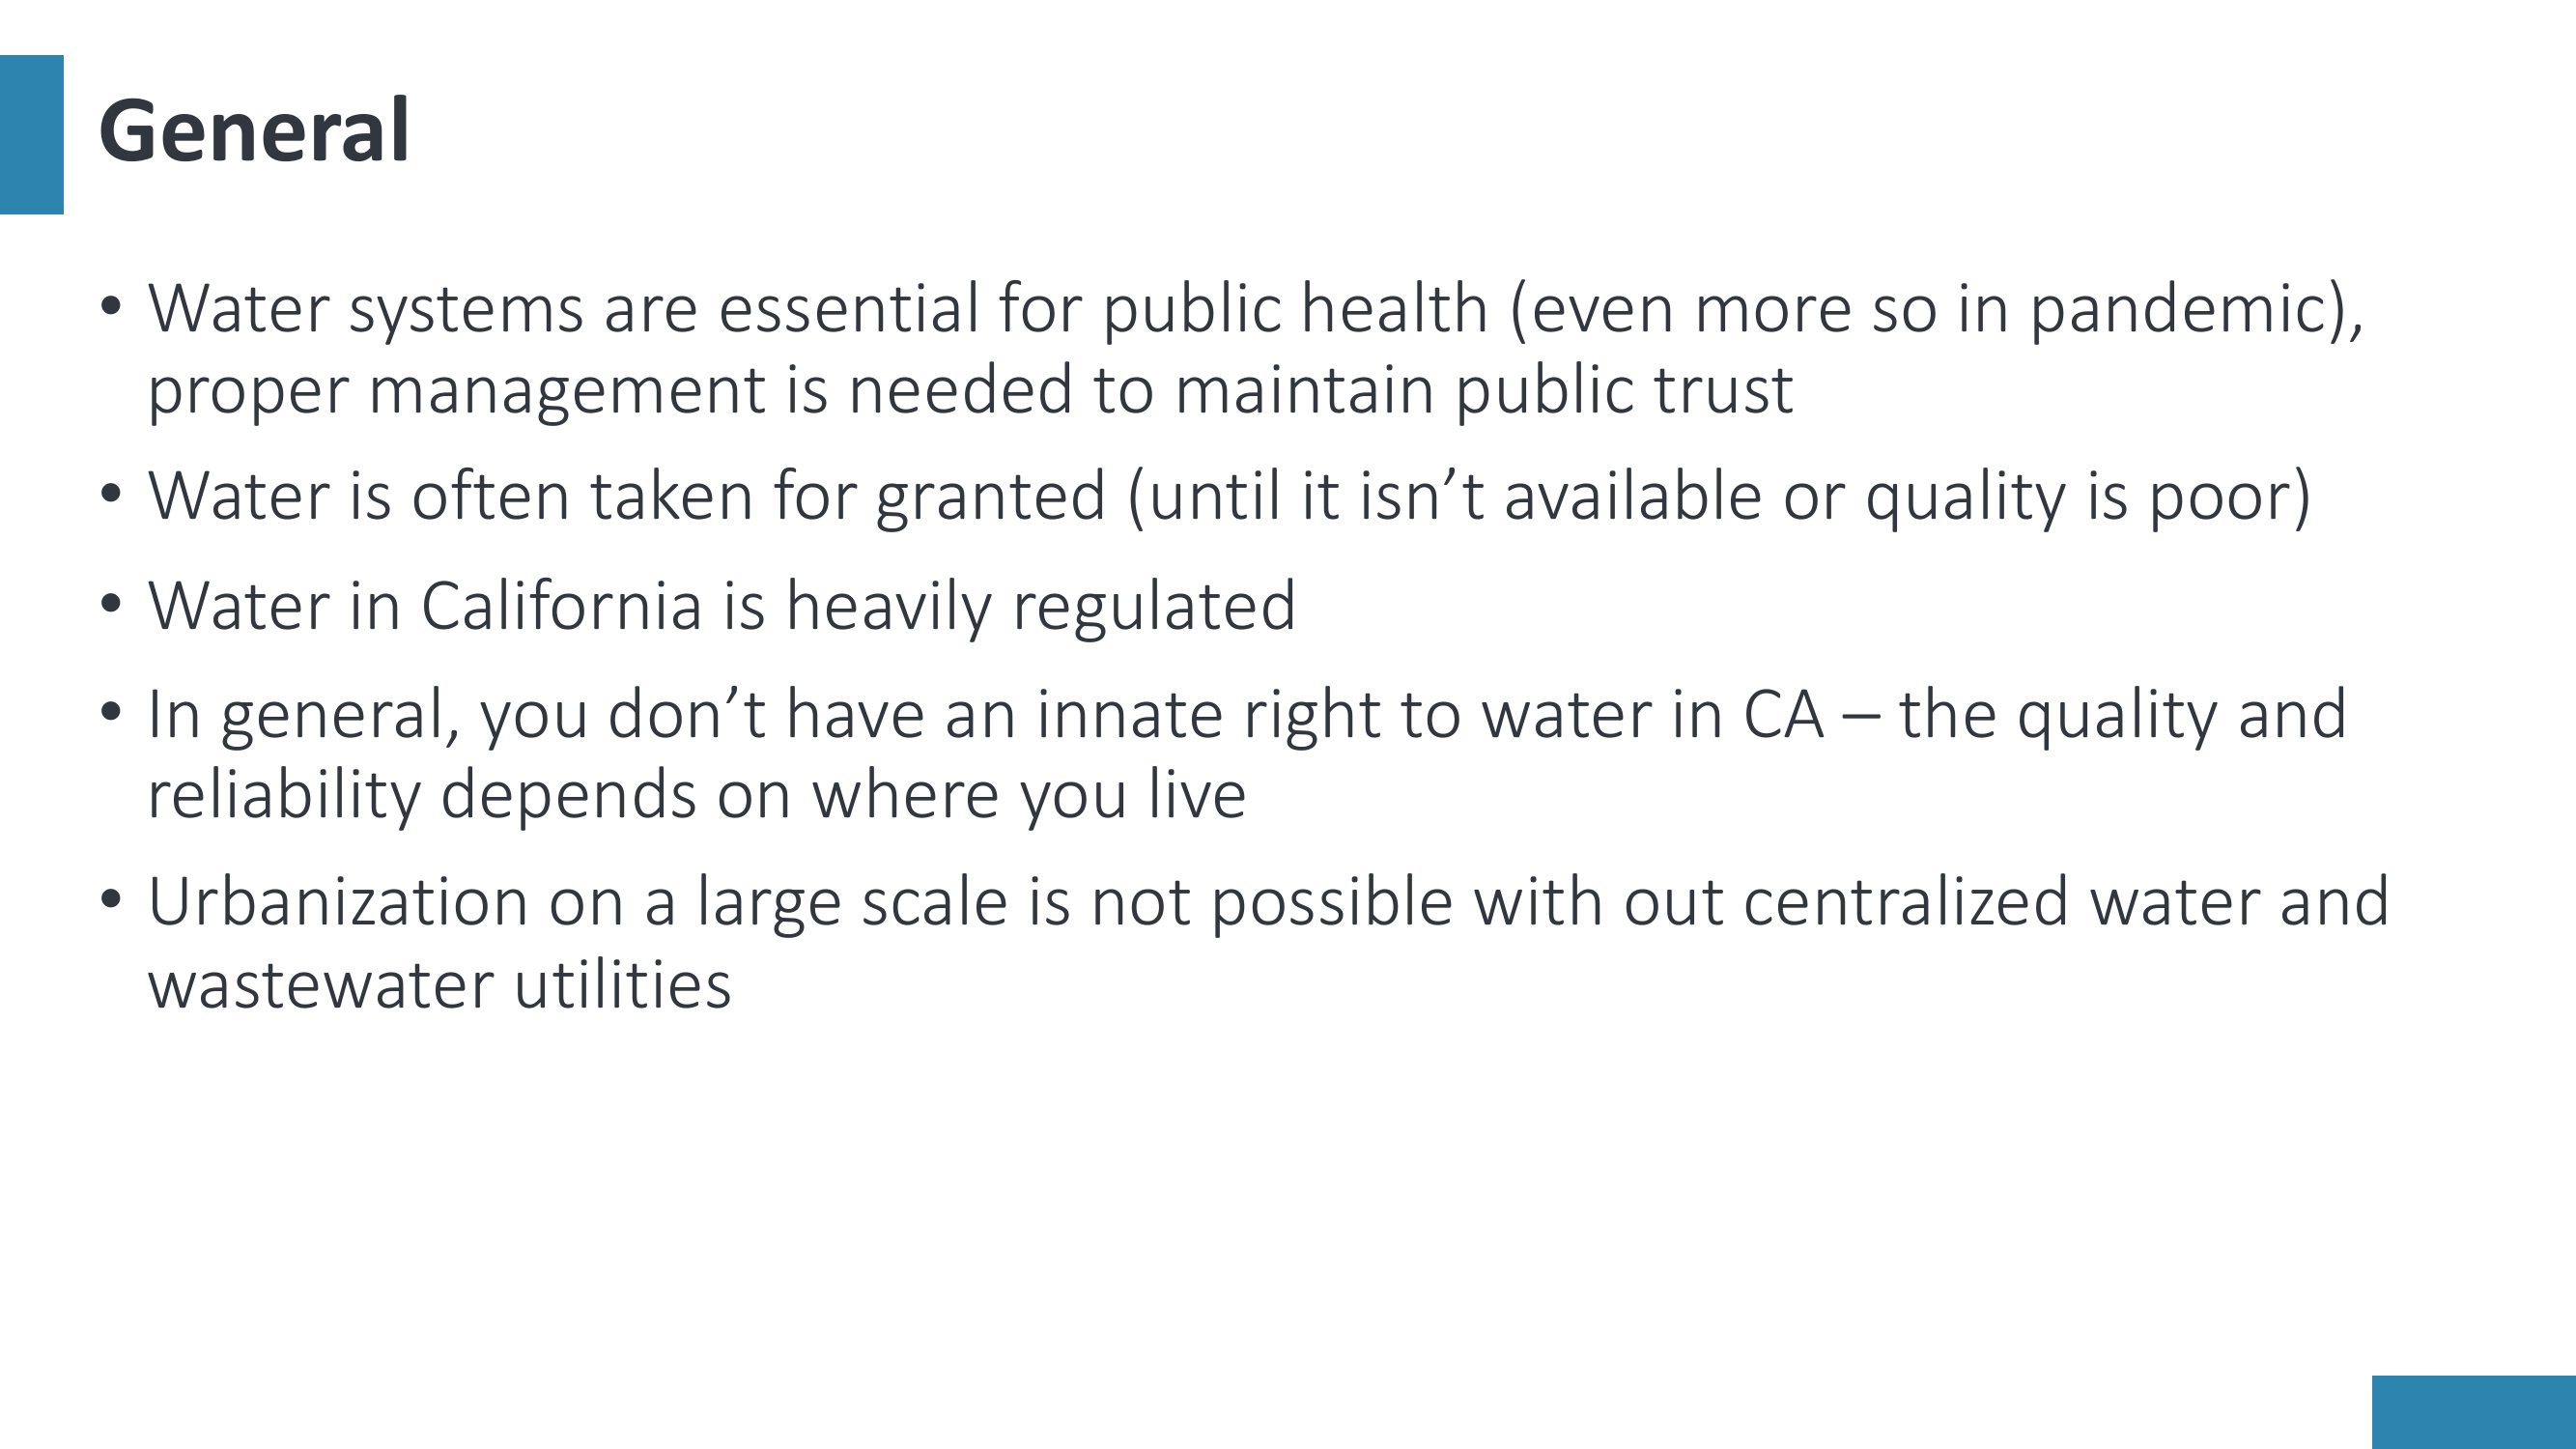 General
• Water systems are essential for public health (even more so in pandemic),
proper management is needed to maintain public trust
• Water is often taken for granted (until it isn’t available or quality is poor)
• Water in California is heavily regulated
• In general, you don’t have an innate right to water in CA – the quality and
reliability depends on where you live
• Urbanization on a large scale is not possible with out centralized water and
wastewater utilities